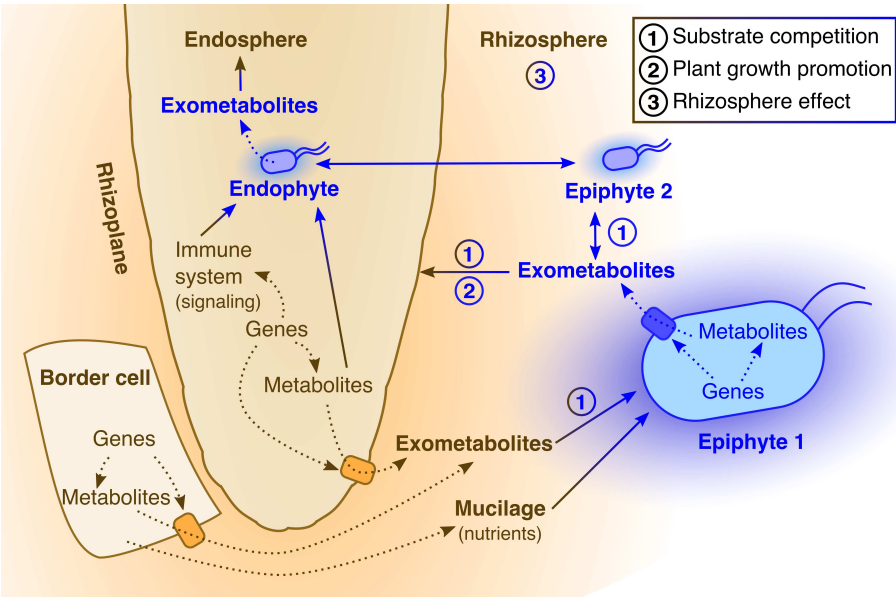 Endosphere
Rhizosphere
3
1 Substrate competition
2 Plant growth promotion
3 Rhizosphere effect
Exometabolites
Endophyte
Epiphyte 2
Rhizoplane
Immune
system
(signaling)
1
1
2
Exometabolites
Genes
Metabolites
Metabolites
Genes
Epiphyte 1
1
Border cell
Genes
Metabolites
Exometabolites
Mucilage
(nutrients)